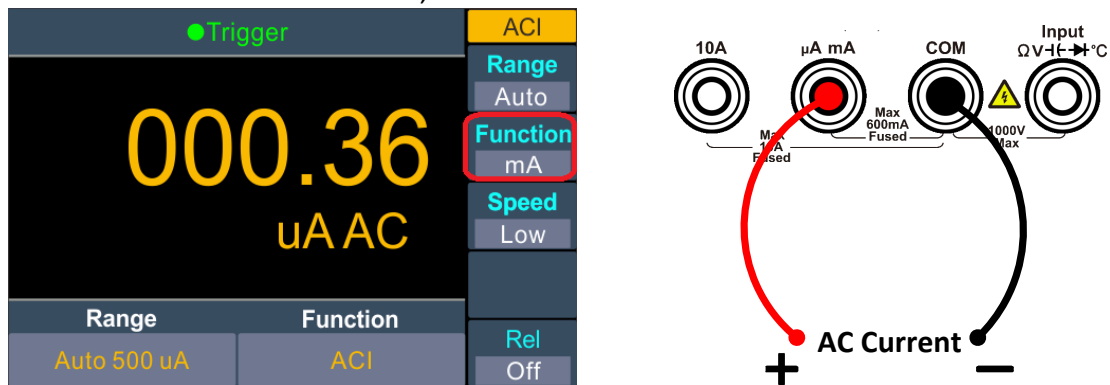 ●Trigger
ACI
Range
Auto
Function
mA
Speed
Low
000.36
uA AC
Range
Function
Auto 500 uA
ACI
Rel
Off
10A
µA mA
COM
Input
ΩV⊣(-▶+°C
Max
600mA
Fused
Max
10A
Fused
1000V
Max
AC Current
+
−